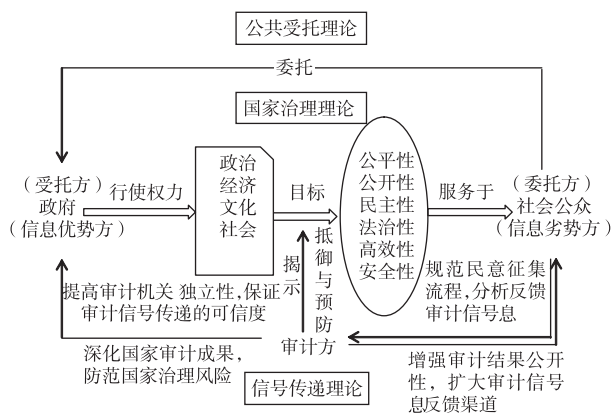 公共受托理论
委托
国家治理理论
（受托方）
政府
（信息优势方）
行使权力
政治
经济
文化
社会
目标
公平性
公开性
民主性
法治性
高效性
安全性
服务于
（委托方）
社会公众
（信息劣势方）
揭示
抵御与预防
提高审计机关 独立性,保证
审计信号传递的可信度
规范民意征集
流程,分析反馈
审计信号息
审计方
深化国家审计成果,
防范国家治理风险
增强审计结果公开
性，扩大审计信号
息反馈渠道
信号传递理论